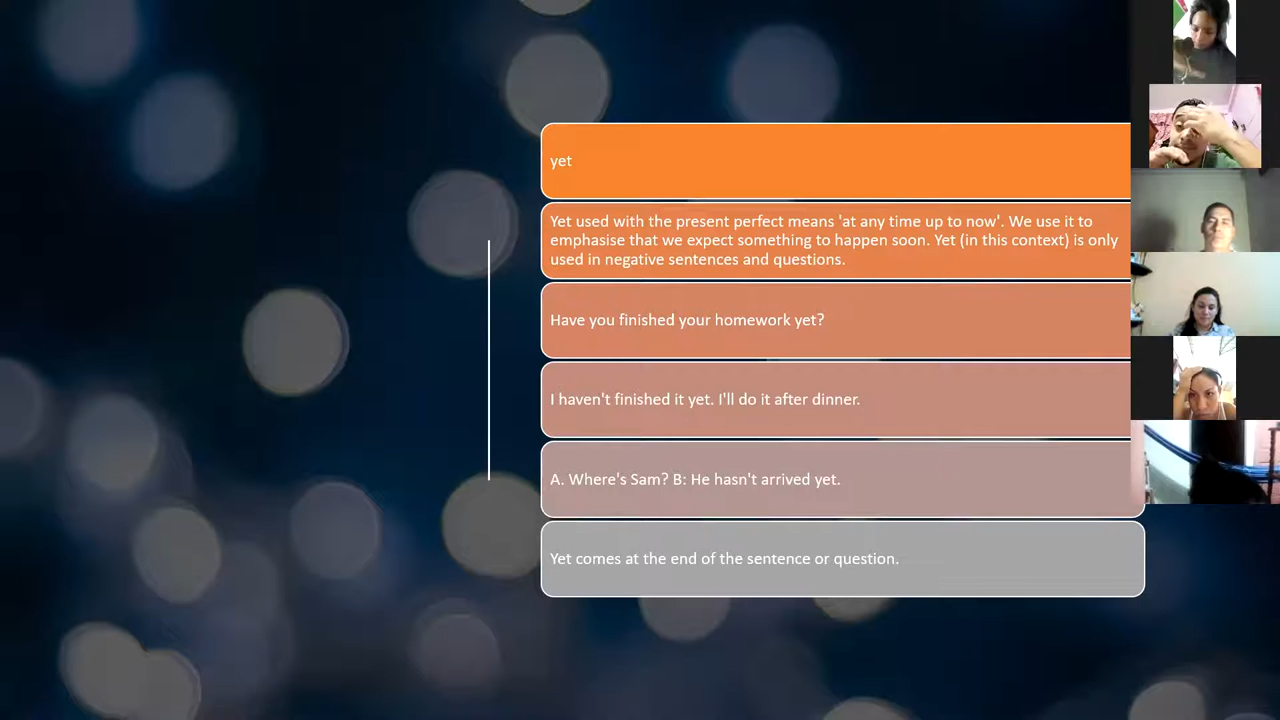 yet
Yet used with the present perfect means 'at any time up to now'. We use it to
emphasise that we expect something to happen soon. Yet (in this context) is only
used in negative sentences and questions.
Have you finished your homework yet?
I haven't finished it yet. I'll do it after dinner.
A. Where's Sam? B: He hasn't arrived yet.
Yet comes at the end of the sentence or question.